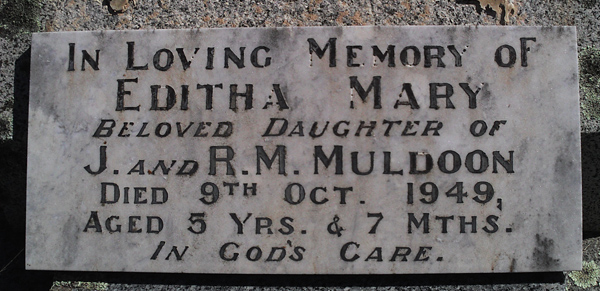 In Loving Memory of
Editha Mary
Beloved Daughter of
J. and R.M. Muldoon
Died 9th Oct. 1949,
Aged 5 Yrs. & 7 Mths.
In God's Care.